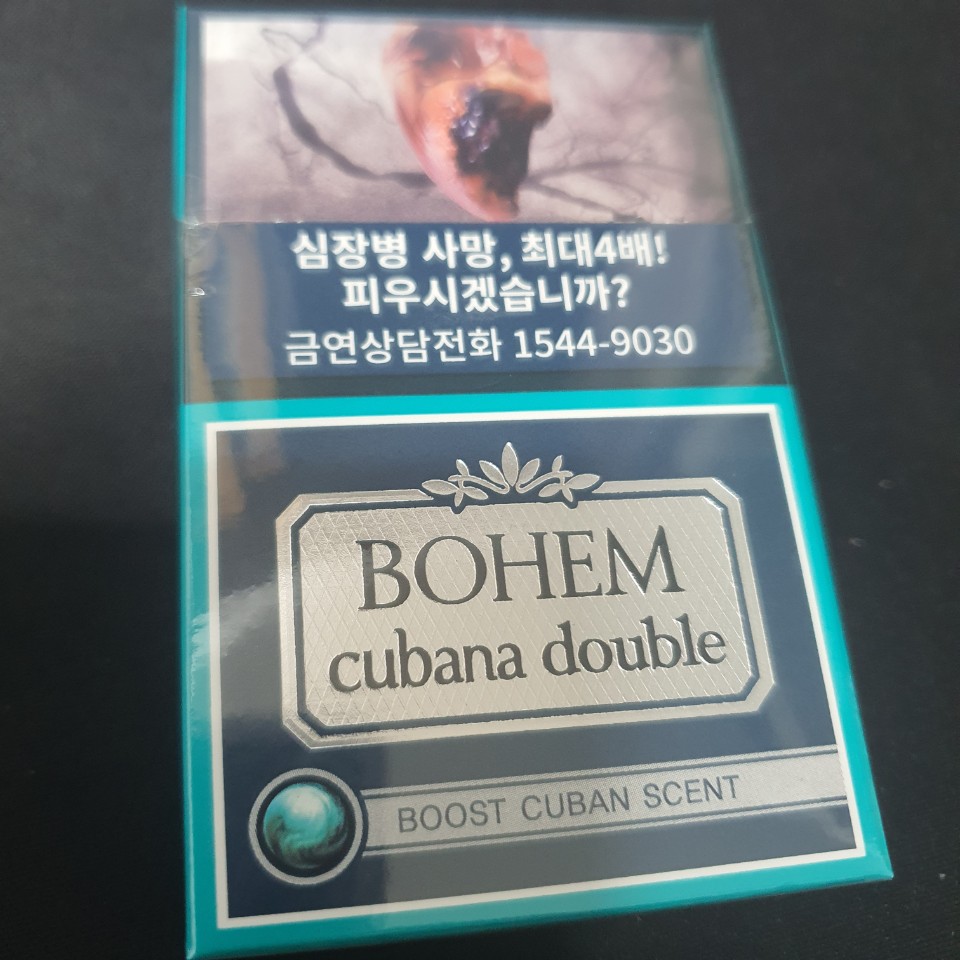 심장병 사망, 최대4배!
피우시겠습니까?
금연상담전화 1544-9030
BOHEM
cubana double
BOOST CUBAN SCENT